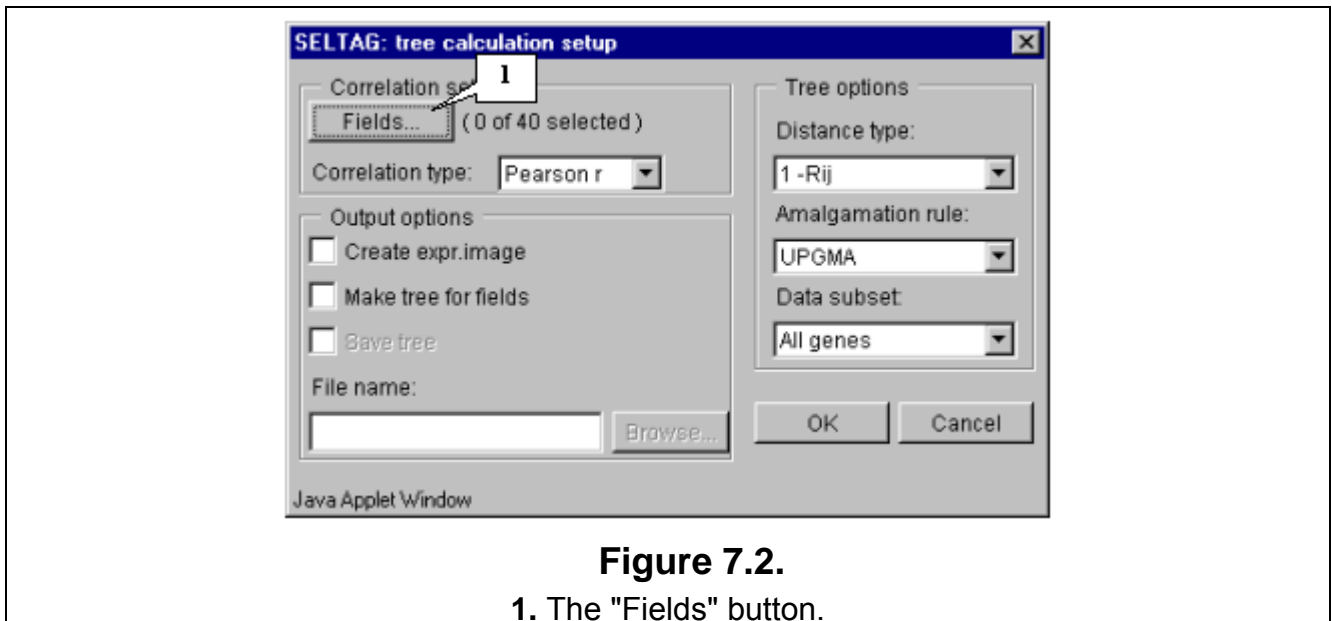 SELTAG: tree calculation setup
1
Correlation se
Fields... ( 0 of 40 selected )
Correlation type: Pearson r
Output options
Create expr.image
Make tree for fields
Save tree
File name:
Browse...
Tree options
Distance type:
1 -Rij
Amalgamation rule:
UPGMA
Data subset:
All genes
OK Cancel
Java Applet Window
Figure 7.2.
1. The "Fields" button.